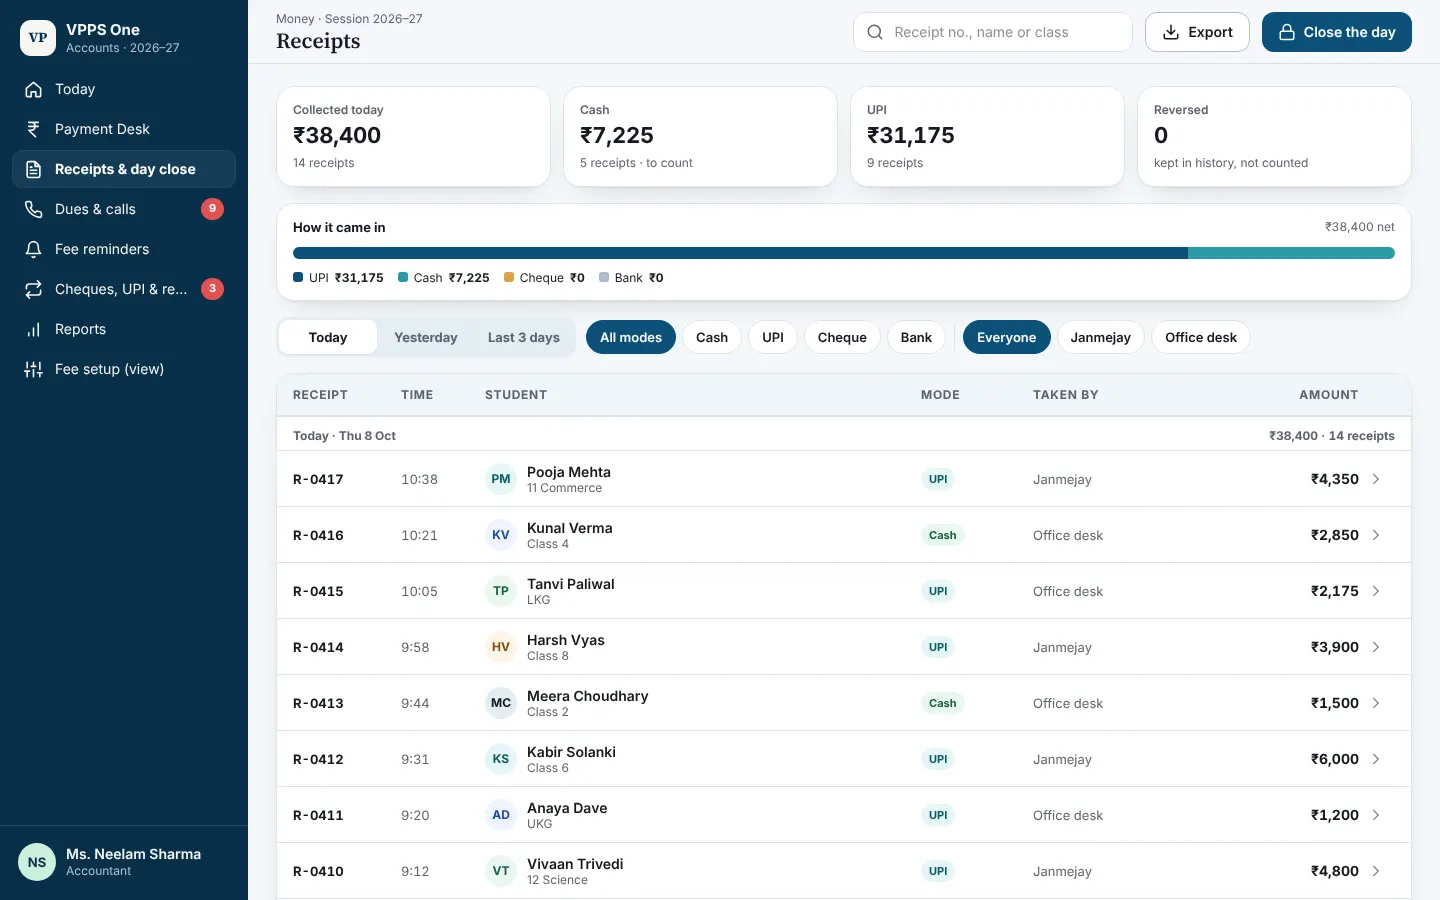 VP
VPPS One
Accounts · 2026–27
Today
Payment Desk
Receipts & day close
Dues & calls 9
Fee reminders
Cheques, UPI & re... 3
Reports
Fee setup (view)
NS
Ms. Neelam Sharma
Accountant
Money · Session 2026–27
Receipts
Receipt no., name or class
Export
Close the day
Collected today
₹38,400
14 receipts
Cash
₹7,225
5 receipts · to count
UPI
₹31,175
9 receipts
Reversed
0
kept in history, not counted
How it came in ₹38,400 net
UPI ₹31,175 Cash ₹7,225 Cheque ₹0 Bank ₹0
Today Yesterday Last 3 days All modes Cash UPI Cheque Bank Everyone Janmejay Office desk
RECEIPT TIME STUDENT MODE TAKEN BY AMOUNT
Today · Thu 8 Oct ₹38,400 · 14 receipts
R-0417 10:38 PM Pooja Mehta UPI Janmejay ₹4,350
11 Commerce
R-0416 10:21 KV Kunal Verma Cash Office desk ₹2,850
Class 4
R-0415 10:05 TP Tanvi Paliwal UPI Office desk ₹2,175
LKG
R-0414 9:58 HV Harsh Vyas UPI Janmejay ₹3,900
Class 8
R-0413 9:44 MC Meera Choudhary Cash Office desk ₹1,500
Class 2
R-0412 9:31 KS Kabir Solanki UPI Janmejay ₹6,000
Class 6
R-0411 9:20 AD Anaya Dave UPI Office desk ₹1,200
UKG
R-0410 9:12 VT Vivaan Trivedi UPI Janmejay ₹4,800
12 Science